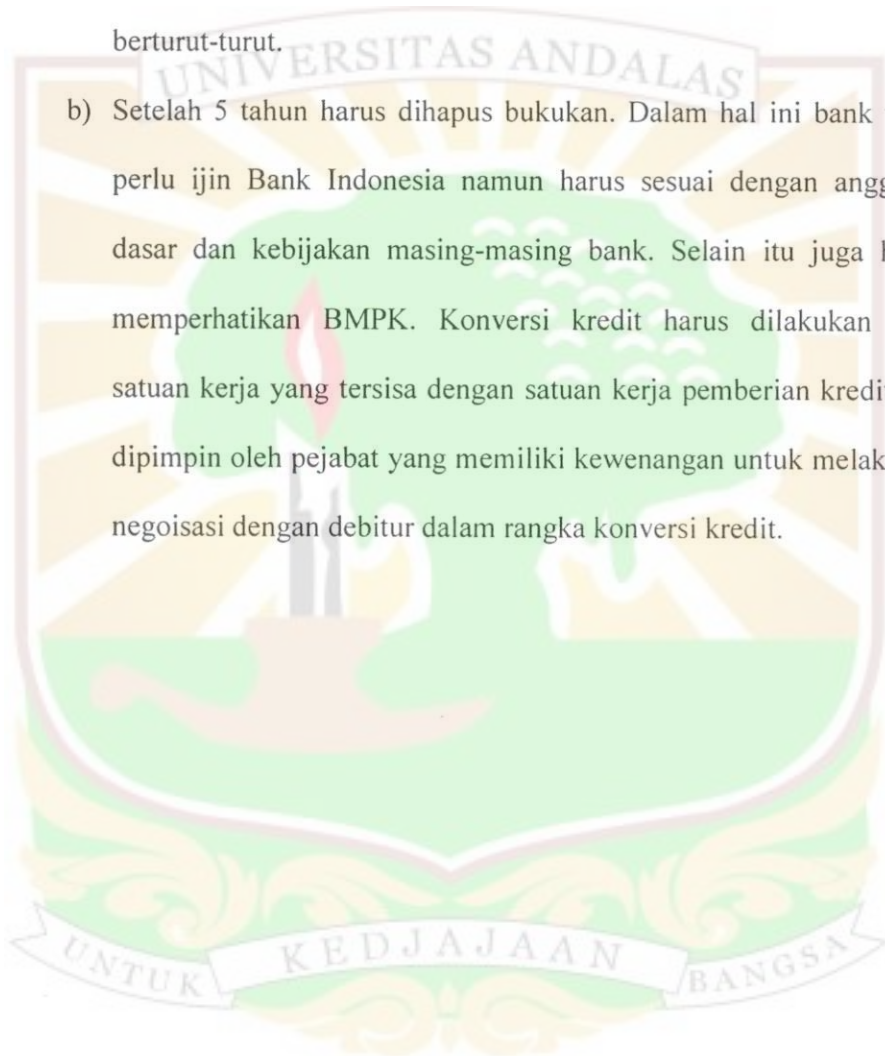 berturut-turut.
UNIVERSITAS ANDALAS
b) Setelah 5 tahun harus dihapus bukukan. Dalam hal ini bank
perlu ijin Bank Indonesia namun harus sesuai dengan angg
dasar dan kebijakan masing-masing bank. Selain itu juga
memperhatikan BMPK. Konversi kredit harus dilakukan
satuan kerja yang tersisa dengan satuan kerja pemberian kredi
dipimpin oleh pejabat yang memiliki kewenangan untuk melak
negoisasi dengan debitur dalam rangka konversi kredit.
UNTUK KEDJAJAAN BANGSA